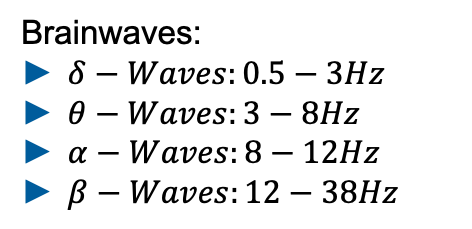 Brainwaves:
▶ δ – Waves: 0.5 – 3Hz
▶ θ – Waves: 3 – 8Hz
▶ α – Waves: 8 – 12Hz
▶ β – Waves: 12 – 38Hz